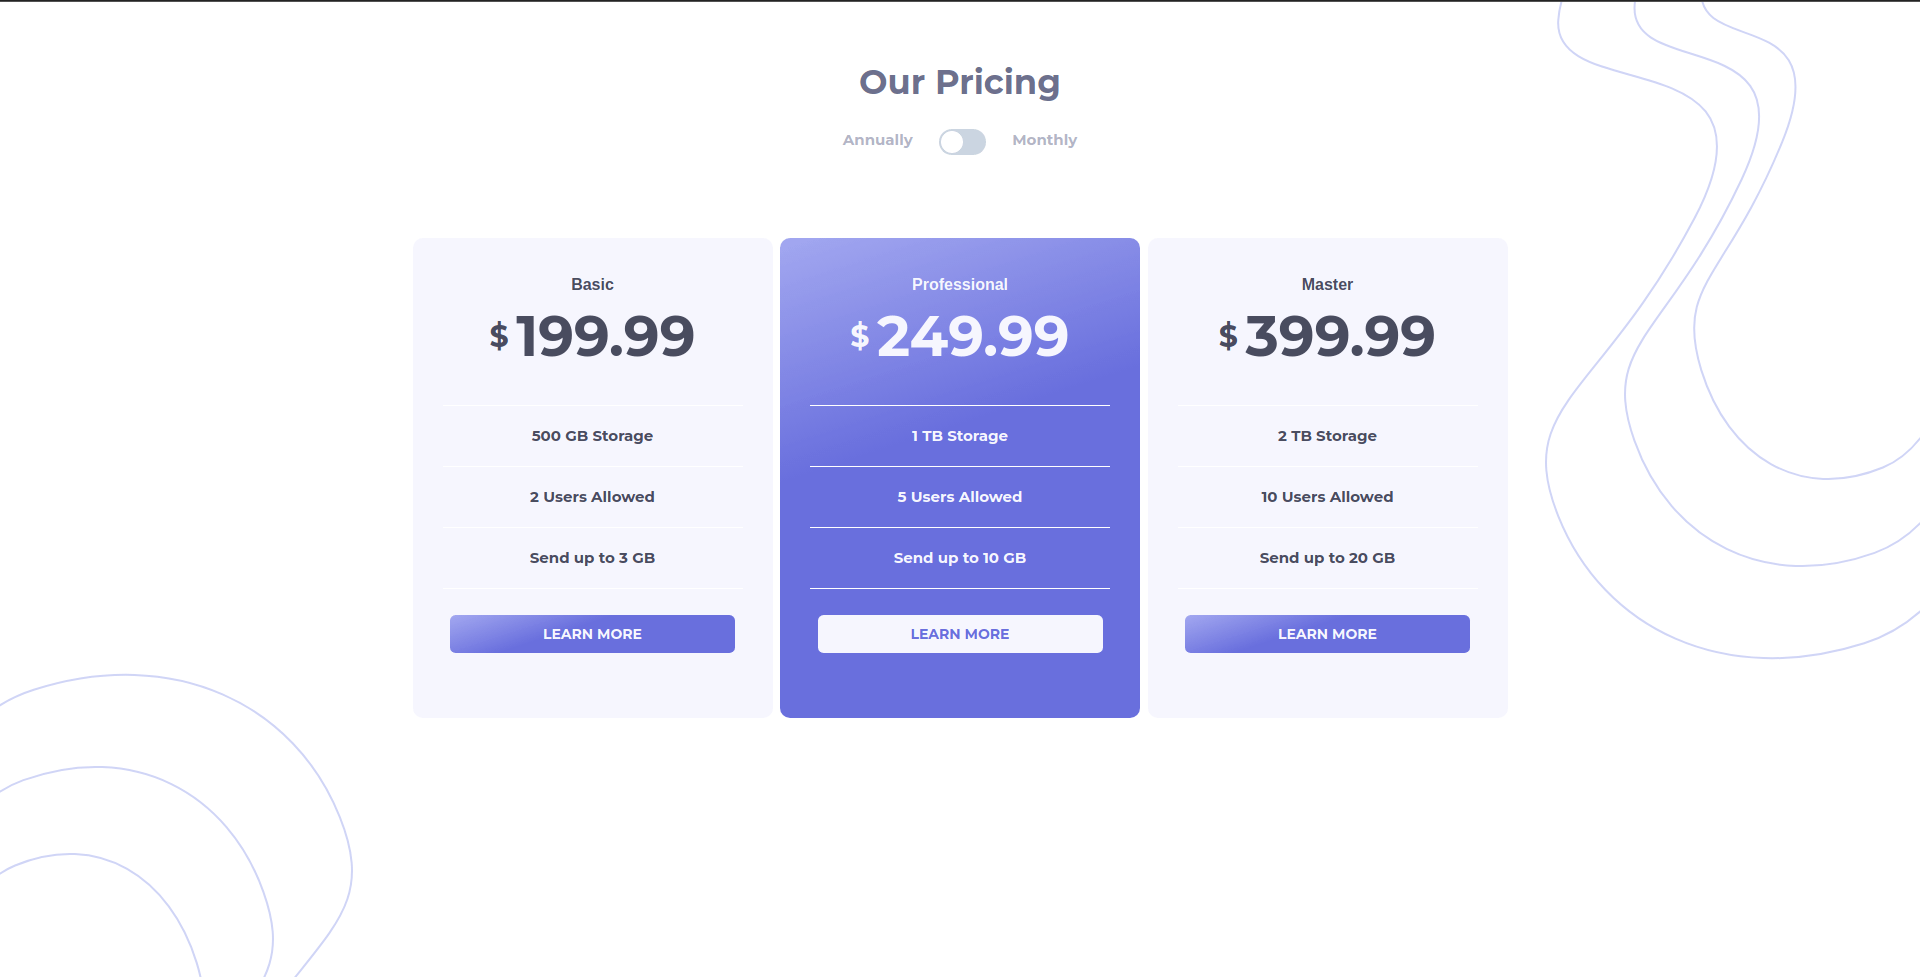 Our Pricing
Annually Monthly
Basic
$ 199.99
500 GB Storage
2 Users Allowed
Send up to 3 GB
LEARN MORE
Professional
$ 249.99
1 TB Storage
5 Users Allowed
Send up to 10 GB
LEARN MORE
Master
$ 399.99
2 TB Storage
10 Users Allowed
Send up to 20 GB
LEARN MORE